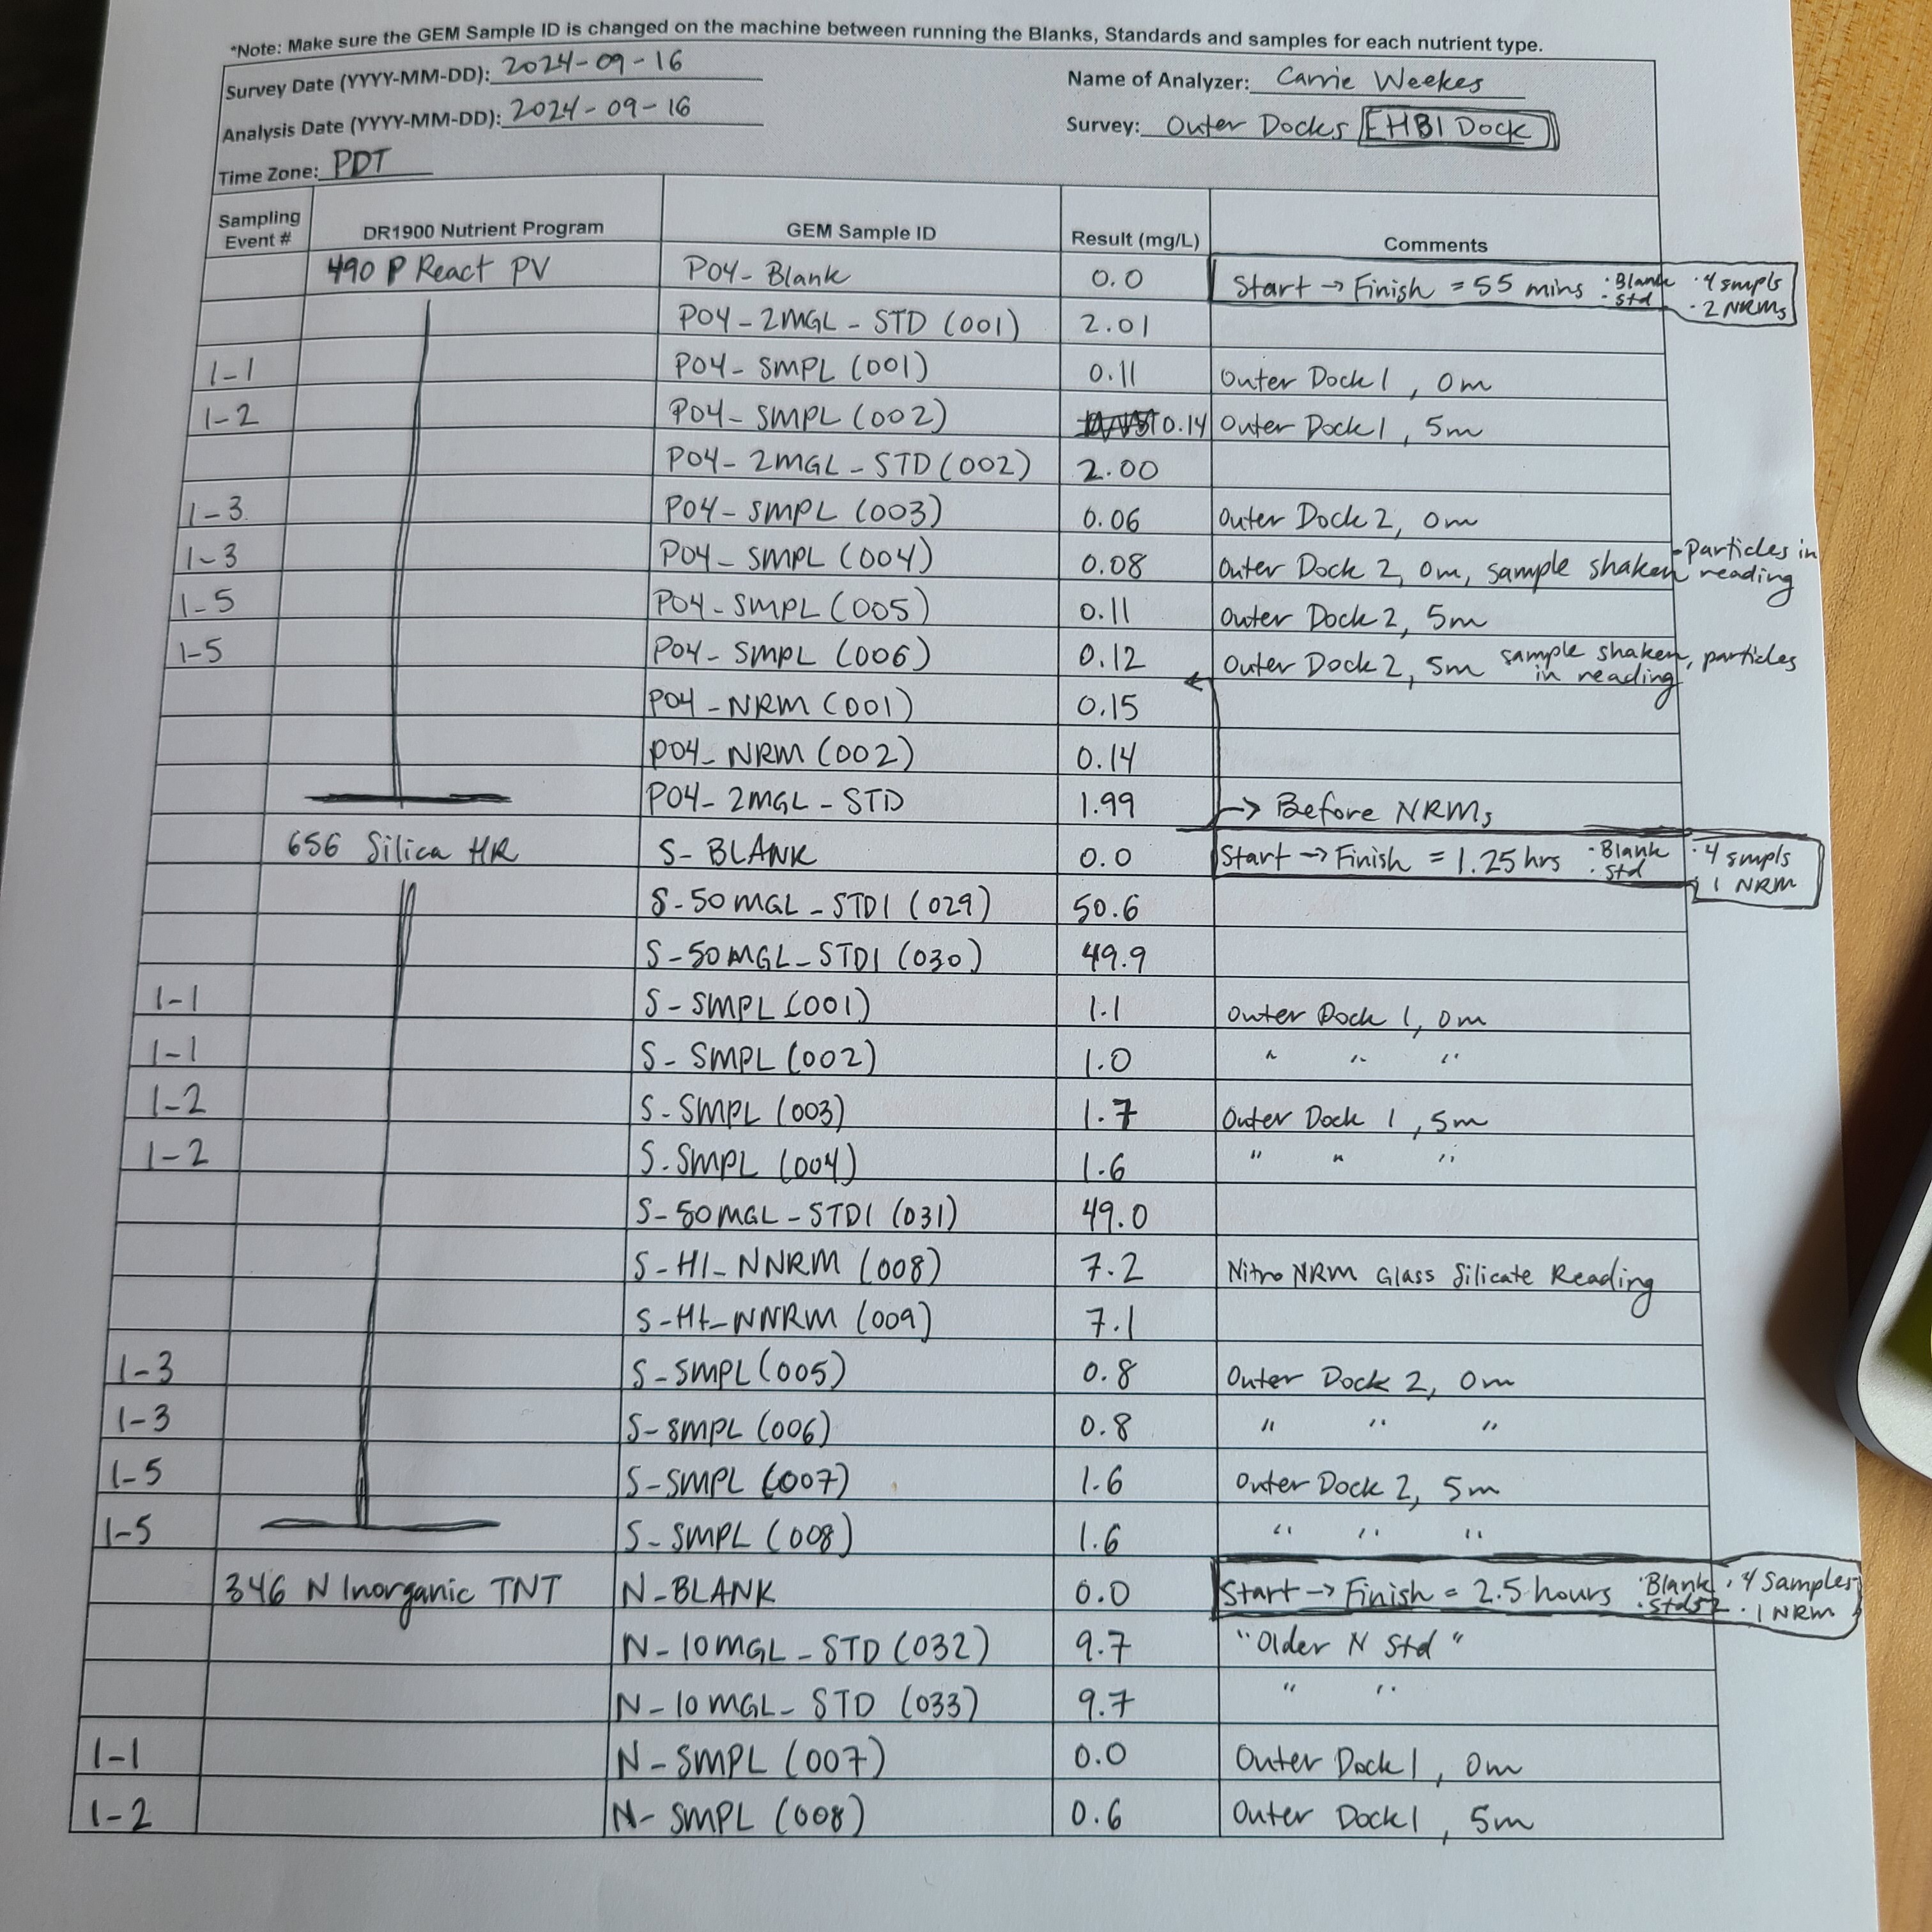 *Note: Make sure the GEM Sample ID is changed on the machine between running the Blanks, Standards and samples for each nutrient type.
Survey Date (YYYY-MM-DD): 2024-09-16 Name of Analyzer: Carrie Weekes
Analysis Date (YYYY-MM-DD): 2024-09-16 Survey: Outer Docks HBI Dock
Time Zone: PDT
Sampling Event # DR1900 Nutrient Program GEM Sample ID Result (mg/L) Comments
490 P React PV PO4-Blank 0.0 Start → Finish = 55 mins · Blank · Std · 4 smpls · 2 NRMs
PO4-2MGL-STD (001) 2.01
1-1 PO4-SMPL (001) 0.11 Outer Dock 1, 0m
1-2 PO4-SMPL (002) 0.14 Outer Dock 1, 5m
PO4-2MGL-STD (002) 2.00
1-3 PO4-SMPL (003) 0.06 Outer Dock 2, 0m
1-3 PO4-SMPL (004) 0.08 Outer Dock 2, 0m, sample shaken - particles in reading
1-5 PO4-SMPL (005) 0.11 Outer Dock 2, 5m
1-5 PO4-SMPL (006) 0.12 Outer Dock 2, 5m sample shaken, particles in reading
PO4-NRM (001) 0.15
PO4-NRM (002) 0.14
PO4-2MGL-STD 1.99 → Before NRMs
656 Silica HR S-BLANK 0.0 Start → Finish = 1.25 hrs · Blank · Std · 4 smpls · 1 NRM
S-50MGL-STD1 (029) 50.6
S-50MGL-STD1 (030) 49.9
1-1 S-SMPL (001) 1.1 Outer Dock 1, 0m
1-1 S-SMPL (002) 1.0 " " "
1-2 S-SMPL (003) 1.7 Outer Dock 1, 5m
1-2 S-SMPL (004) 1.6 " " "
S-50MGL-STD1 (031) 49.0
S-HI-NNRM (008) 7.2 Nitro NRM Glass Silicate Reading
S-HI-NNRM (009) 7.1
1-3 S-SMPL (005) 0.8 Outer Dock 2, 0m
1-3 S-SMPL (006) 0.8 " " "
1-5 S-SMPL (007) 1.6 Outer Dock 2, 5m
1-5 S-SMPL (008) 1.6 " " "
346 N Inorganic TNT N-BLANK 0.0 Start → Finish = 2.5 hours · Blank · 4 Samples · 1 NRM
N-10MGL-STD (032) 9.7 "Older N Std"
N-10MGL-STD (033) 9.7 " "
1-1 N-SMPL (007) 0.0 Outer Dock 1, 0m
1-2 N-SMPL (008) 0.6 Outer Dock 1, 5m